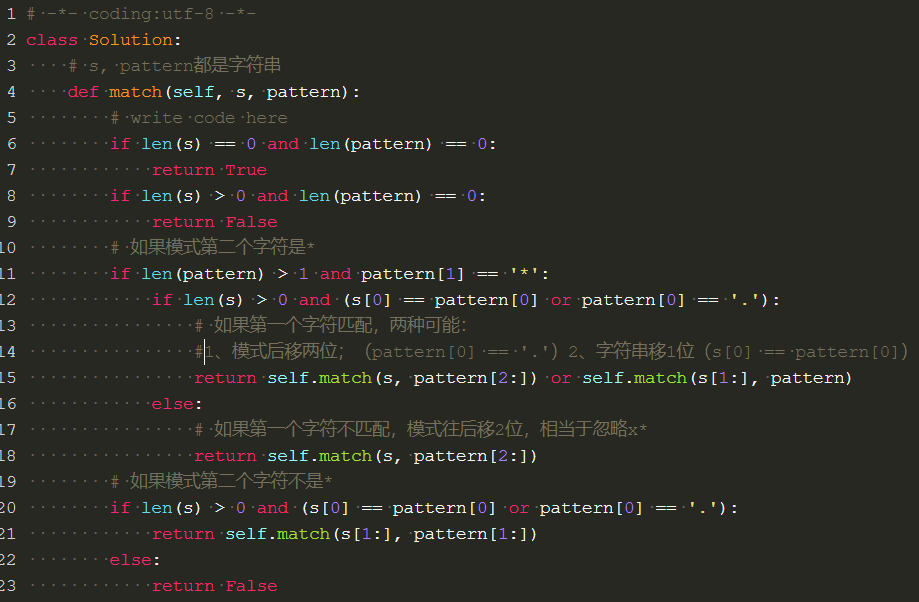 1 # -*- coding:utf-8 -*-
2 class Solution:
3     # s, pattern都是字符串
4     def match(self, s, pattern):
5         # write code here
6         if len(s) == 0 and len(pattern) == 0:
7             return True
8         if len(s) > 0 and len(pattern) == 0:
9             return False
10         # 如果模式第二个字符是*
11         if len(pattern) > 1 and pattern[1] == '*':
12             if len(s) > 0 and (s[0] == pattern[0] or pattern[0] == '.'):
13                 # 如果第一个字符匹配，两种可能：
14                 #1、模式后移两位；（pattern[0] == '.'）2、字符串移1位（s[0] == pattern[0]）
15                 return self.match(s, pattern[2:]) or self.match(s[1:], pattern)
16             else:
17                 # 如果第一个字符不匹配，模式往后移2位，相当于忽略x*
18                 return self.match(s, pattern[2:])
19         # 如果模式第二个字符不是*
20         if len(s) > 0 and (s[0] == pattern[0] or pattern[0] == '.'):
21             return self.match(s[1:], pattern[1:])
22         else:
23             return False